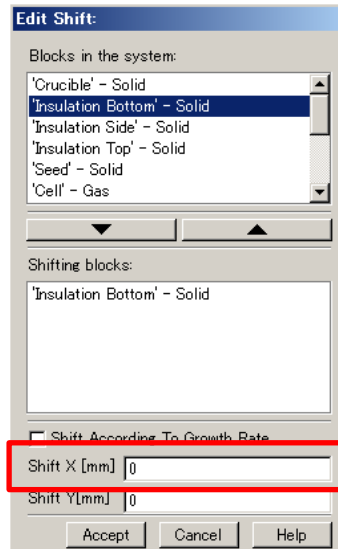 Edit Shift:
Blocks in the system:
'Crucible' - Solid
'Insulation Bottom' - Solid
'Insulation Side' - Solid
'Insulation Top' - Solid
'Seed' - Solid
'Cell' - Gas
Shifting blocks:
'Insulation Bottom' - Solid
Shift According To Growth Rate
Shift X [mm] 0
Shift Y[mm] 0
Accept Cancel Help